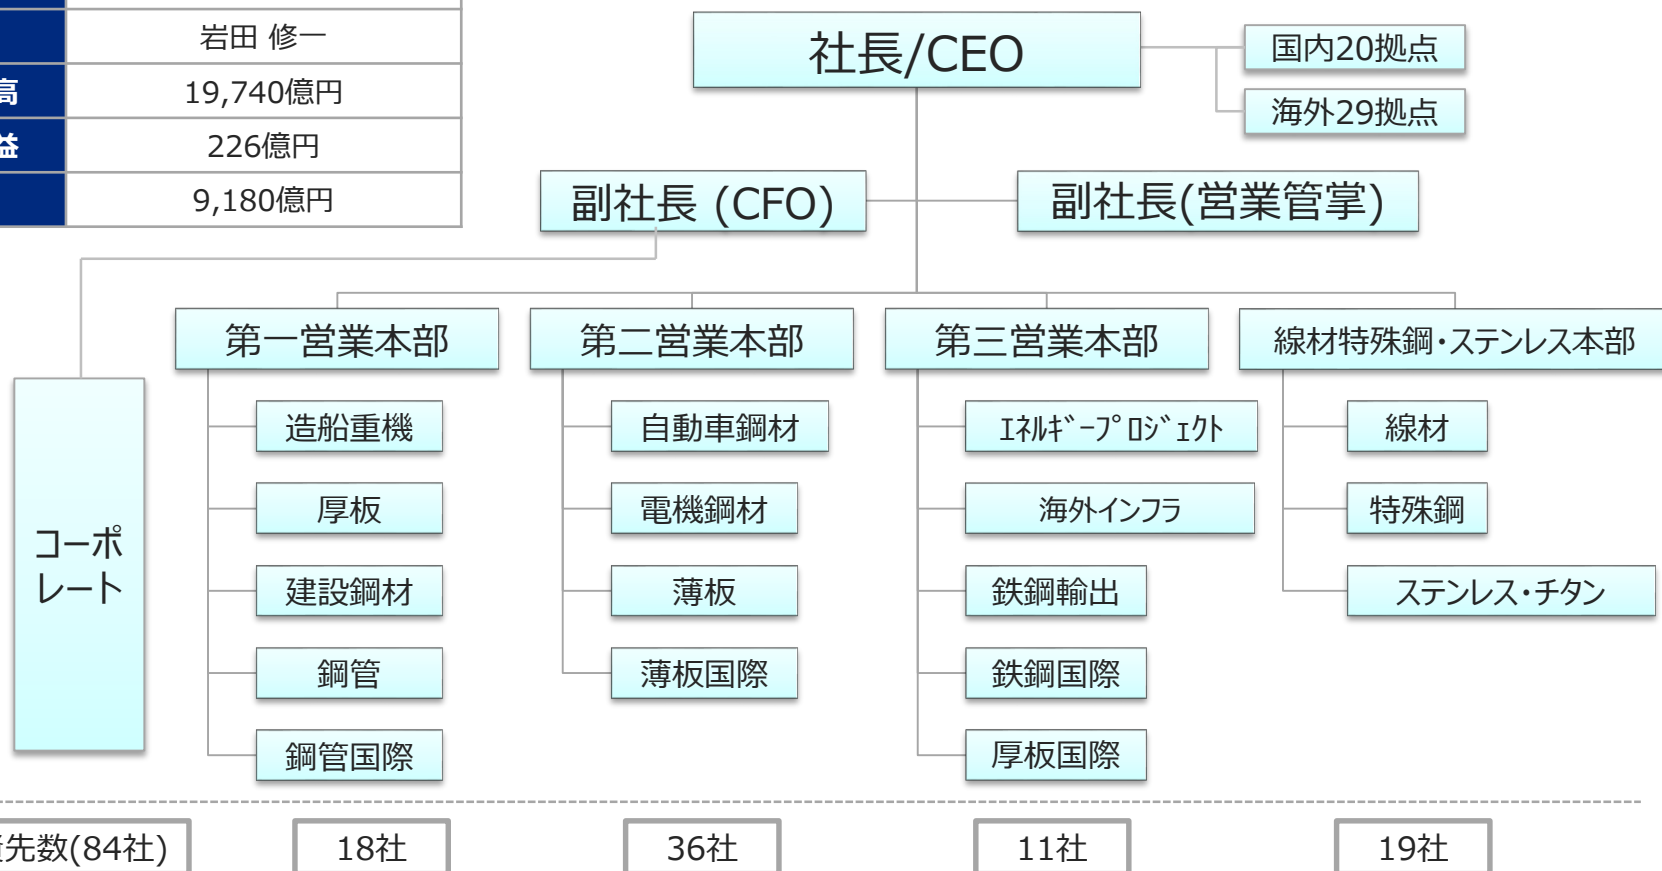 岩田 修一
高 19,740億円
益 226億円
9,180億円
社長/CEO
国内20拠点
海外29拠点
副社長 (CFO)
副社長(営業管掌)
第一営業本部
第二営業本部
第三営業本部
線材特殊鋼・ステンレス本部
コーポ
レート
造船重機
厚板
建設鋼材
鋼管
鋼管国際
自動車鋼材
電機鋼材
薄板
薄板国際
ｴﾈﾙｷﾞｰﾌﾟﾛｼﾞｪｸﾄ
海外インフラ
鉄鋼輸出
鉄鋼国際
厚板国際
線材
特殊鋼
ステンレス・チタン
先数(84社)
18社
36社
11社
19社